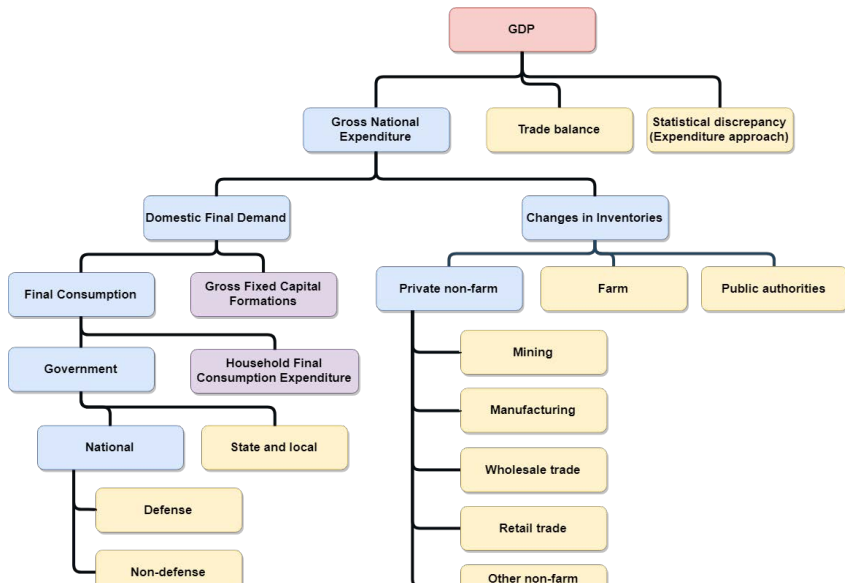 GDP
Gross National
Expenditure
Trade balance
Statistical discrepancy
(Expenditure approach)
Domestic Final Demand
Changes in Inventories
Final Consumption
Gross Fixed Capital
Formations
Private non-farm
Farm
Public authorities
Government
Household Final
Consumption Expenditure
Mining
Manufacturing
National
State and local
Wholesale trade
Defense
Retail trade
Non-defense
Other non-farm